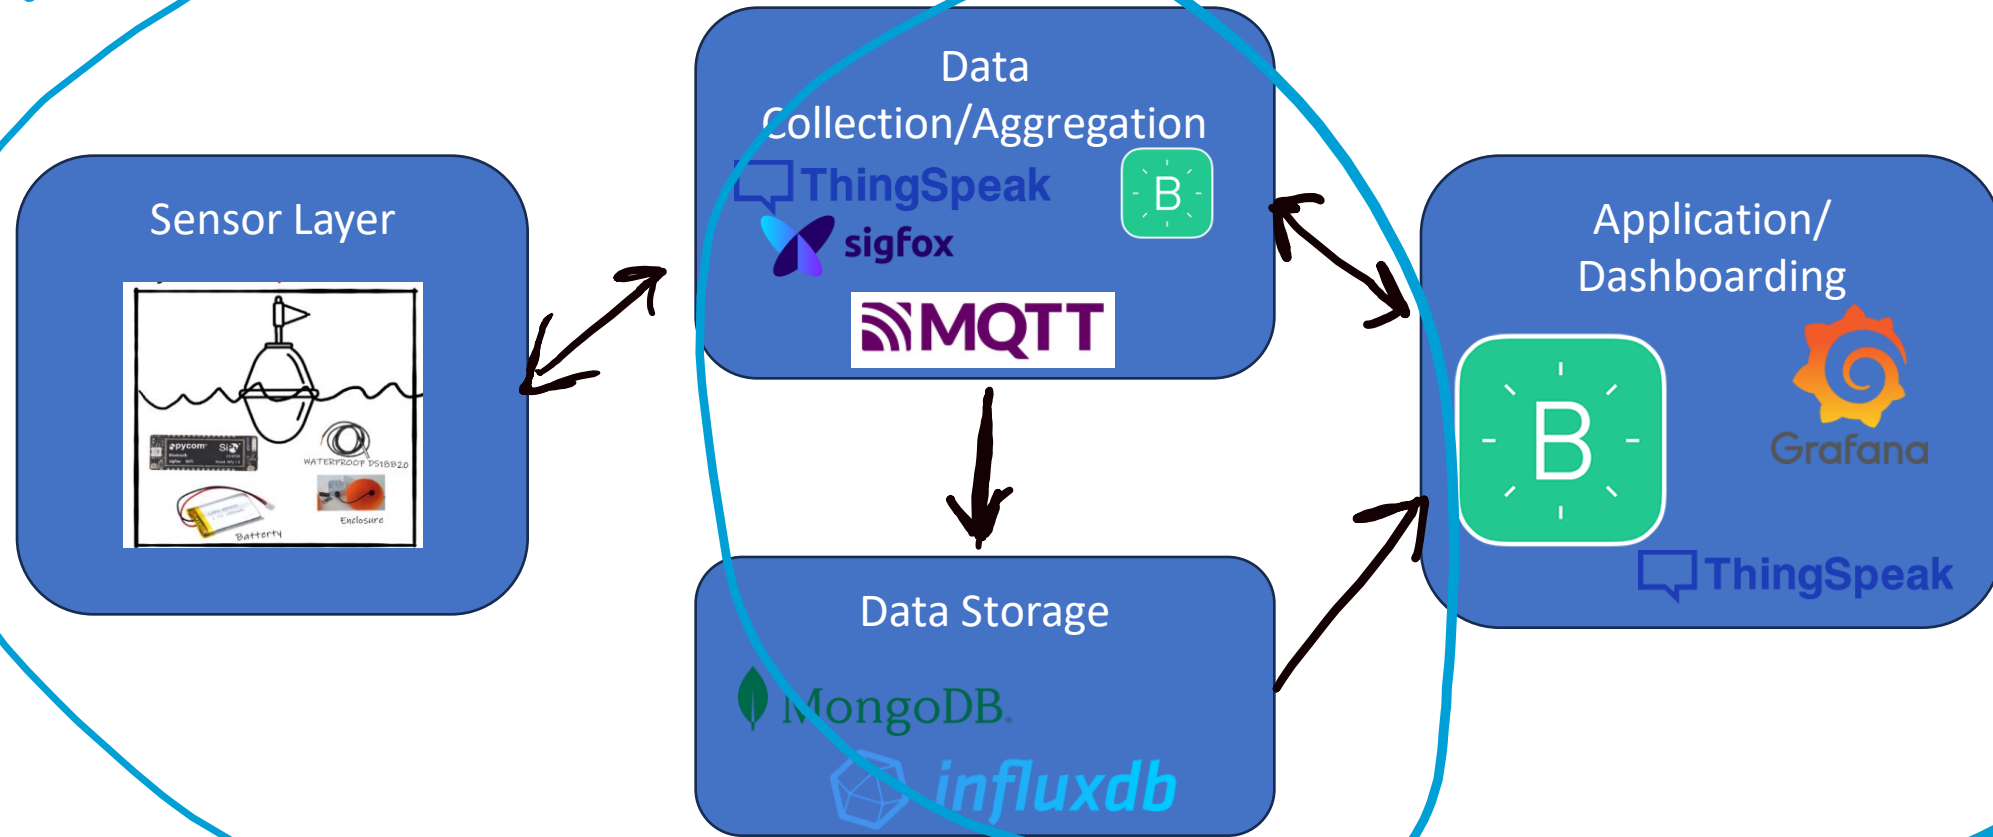 Sensor Layer
pycom
WATERPROOF DS18B20
Enclosure
Batterty
Data
Collection/Aggregation
ThingSpeak
B
sigfox
MQTT
Data Storage
MongoDB.
influxdb
Application/
Dashboarding
B
Grafana
ThingSpeak